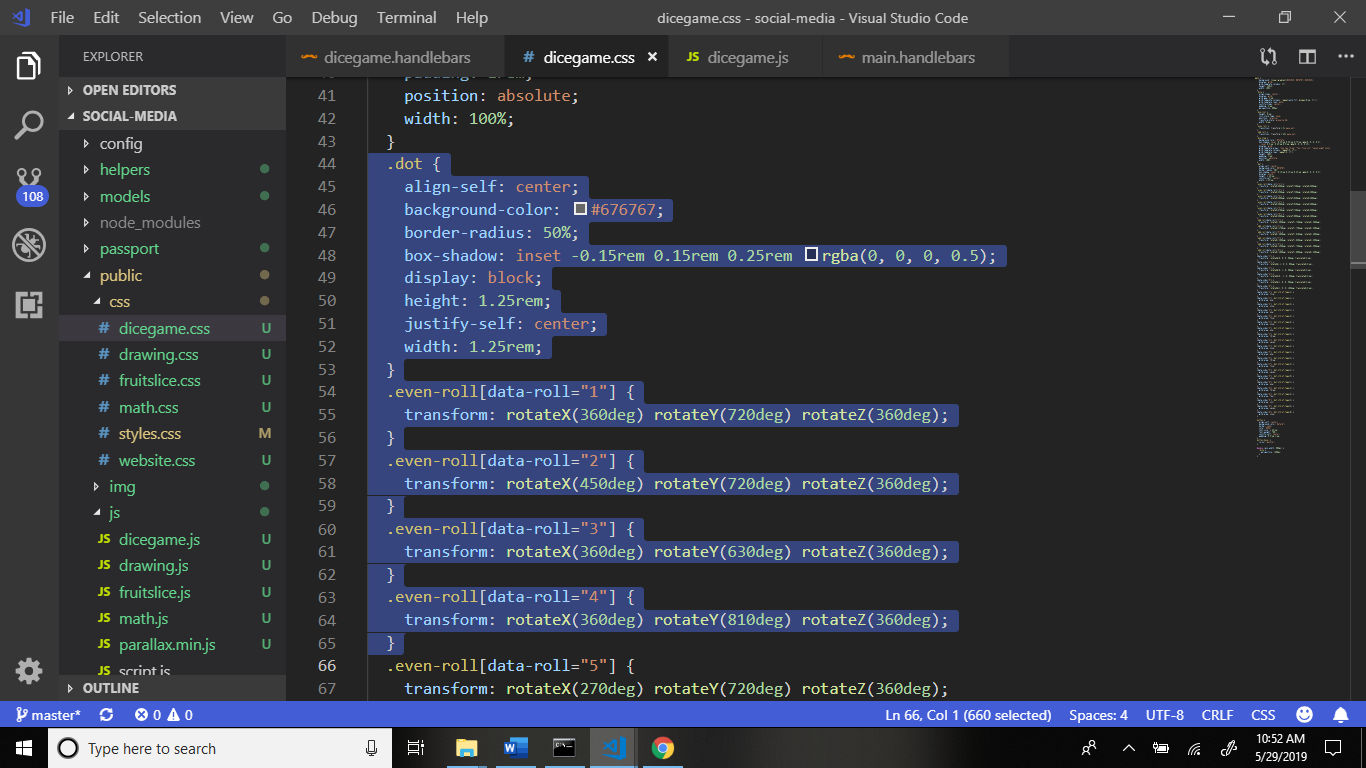 File Edit Selection View Go Debug Terminal Help dicegame.css - social-media - Visual Studio Code
EXPLORER
dicegame.handlebars # dicegame.css JS dicegame.js main.handlebars
OPEN EDITORS
SOCIAL-MEDIA
config
helpers
models
node_modules
passport
public
css
# dicegame.css U
# drawing.css U
# fruitslice.css U
# math.css U
# styles.css M
# website.css U
img
js
JS dicegame.js U
JS drawing.js U
JS fruitslice.js U
JS math.js U
JS parallax.min.js U
JS script.js
OUTLINE
108
41 position: absolute;
42 width: 100%;
43 }
44 .dot {
45 align-self: center;
46 background-color: #676767;
47 border-radius: 50%;
48 box-shadow: inset -0.15rem 0.15rem 0.25rem rgba(0, 0, 0, 0.5);
49 display: block;
50 height: 1.25rem;
51 justify-self: center;
52 width: 1.25rem;
53 }
54 .even-roll[data-roll="1"] {
55 transform: rotateX(360deg) rotateY(720deg) rotateZ(360deg);
56 }
57 .even-roll[data-roll="2"] {
58 transform: rotateX(450deg) rotateY(720deg) rotateZ(360deg);
59 }
60 .even-roll[data-roll="3"] {
61 transform: rotateX(360deg) rotateY(630deg) rotateZ(360deg);
62 }
63 .even-roll[data-roll="4"] {
64 transform: rotateX(360deg) rotateY(810deg) rotateZ(360deg);
65 }
66 .even-roll[data-roll="5"] {
67 transform: rotateX(270deg) rotateY(720deg) rotateZ(360deg);
master* 0 0 Ln 66, Col 1 (660 selected) Spaces: 4 UTF-8 CRLF CSS
Type here to search
10:52 AM
5/29/2019